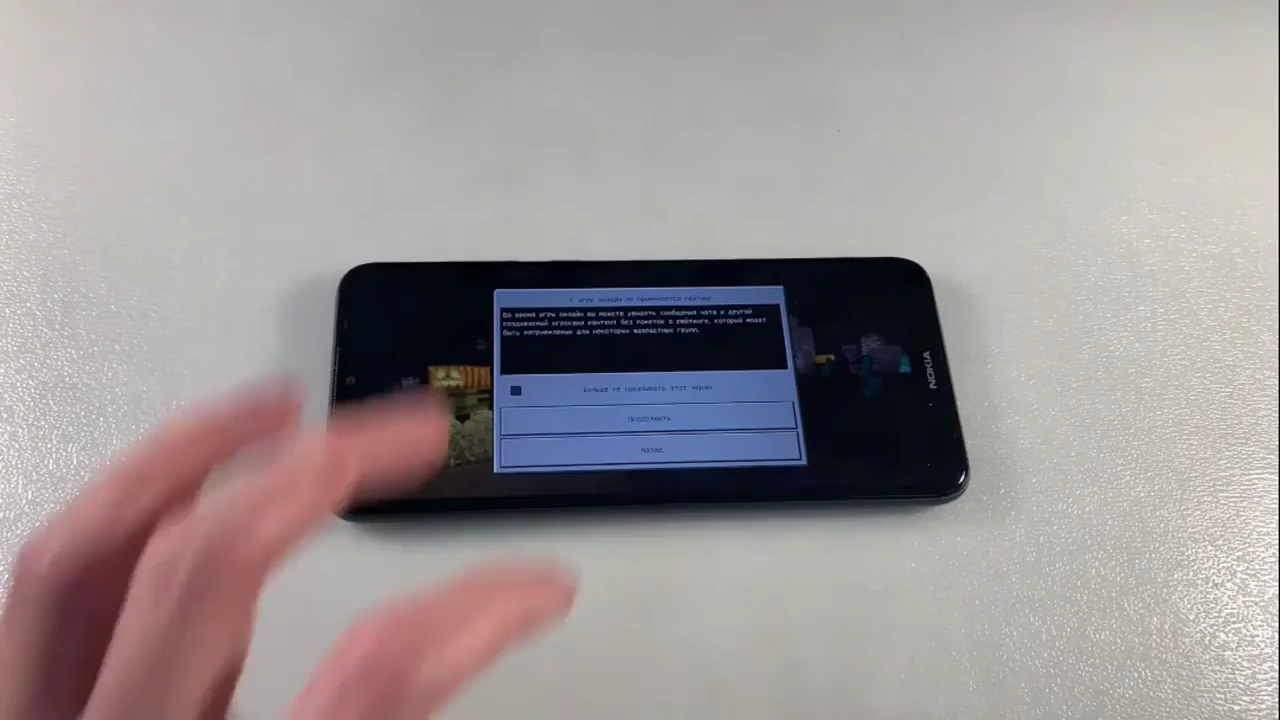 К игре онлайн не применяется рейтинг
Во время игры онлайн вы можете увидеть сообщения чата и другой
создаваемый игроками контент без пометок о рейтинге, который может
быть неприемлемым для некоторых возрастных групп.
Больше не показывать этот экран
Продолжить
Назад
NOKIA